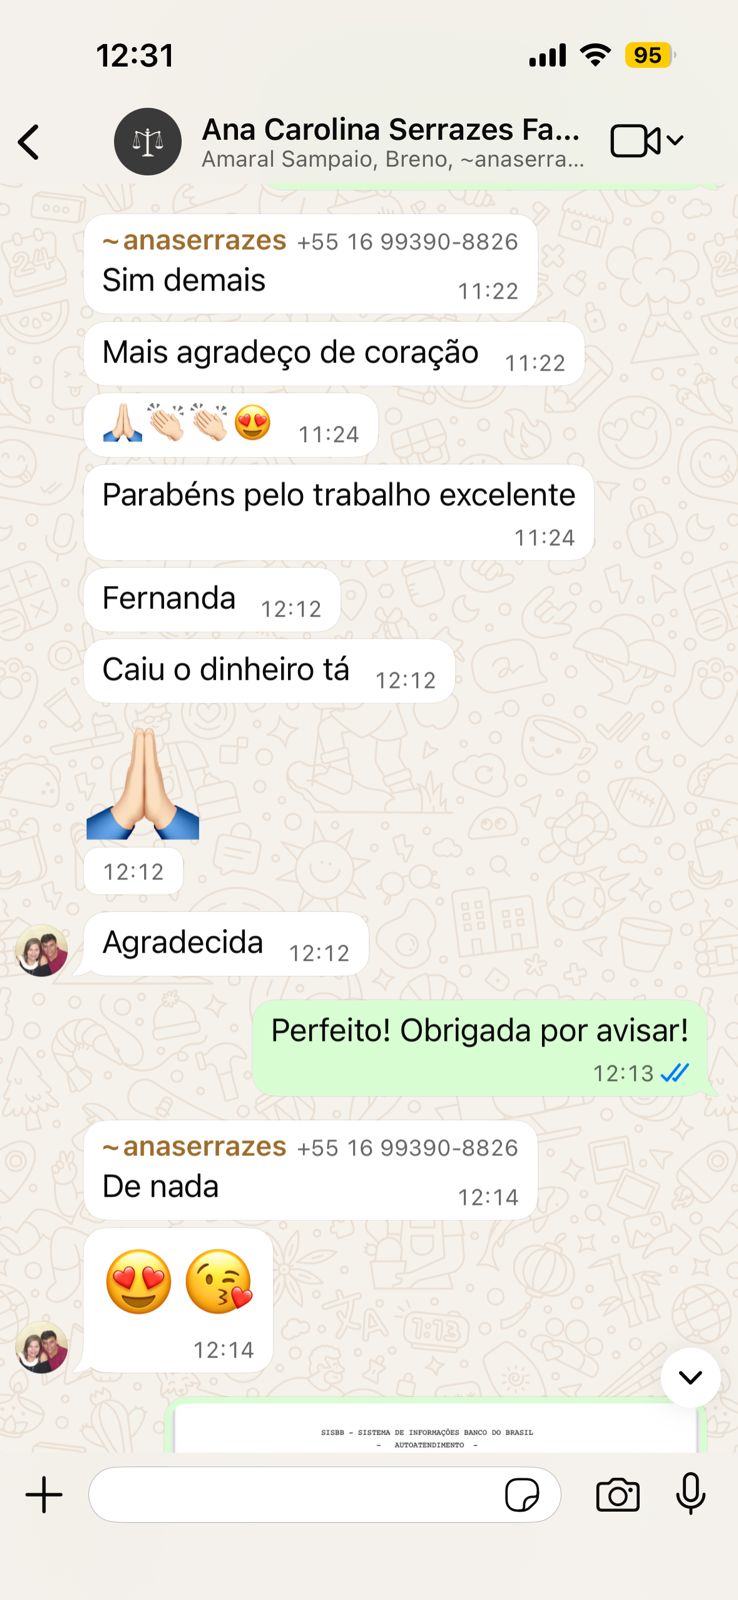 12:31
95
Ana Carolina Serrazes Fa...
Amaral Sampaio, Breno, ~anaserra...
~anaserrazes +55 16 99390-8826
Sim demais
11:22
Mais agradeço de coração 11:22
🙏🏻👏🏻👏🏻😍 11:24
Parabéns pelo trabalho excelente
11:24
Fernanda 12:12
Caiu o dinheiro tá 12:12
🙏🏻
12:12
Agradecida 12:12
Perfeito! Obrigada por avisar!
12:13
~anaserrazes +55 16 99390-8826
De nada
12:14
😍😘
12:14
SISBB - SISTEMA DE INFORMAÇÕES BANCO DO BRASIL
- AUTOATENDIMENTO -